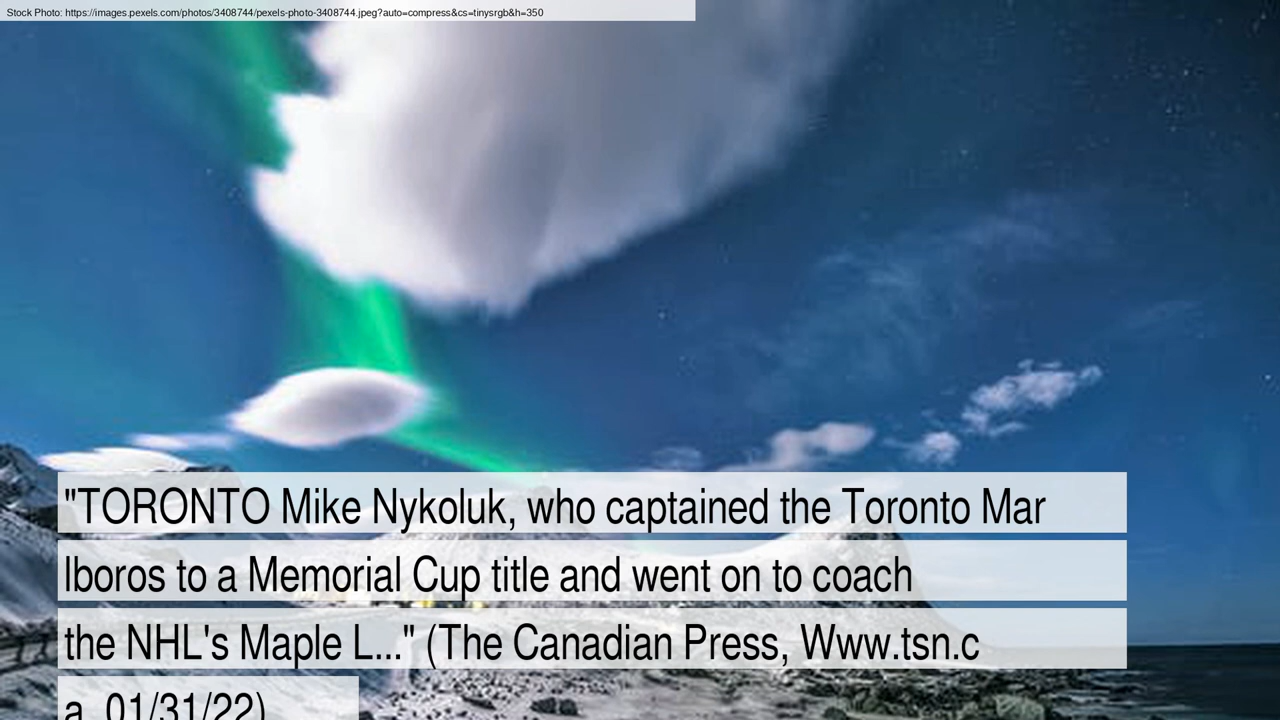 Stock Photo: https://images.pexels.com/photos/3408744/pexels-photo-3408744.jpeg?auto=compress&cs=tinysrgb&h=350
"TORONTO Mike Nykoluk, who captained the Toronto Mar
lboros to a Memorial Cup title and went on to coach
the NHL's Maple L..." (The Canadian Press, Www.tsn.c
a, 01/31/22)